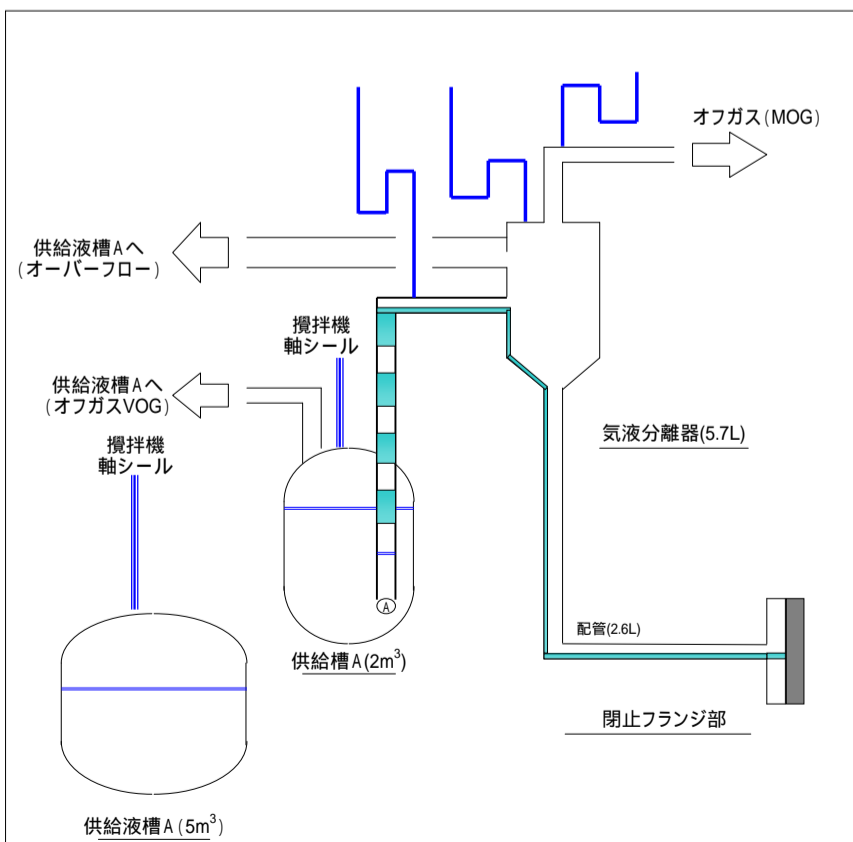 オフガス(MOG)
供給液槽Aへ
(オーバーフロー)
攪拌機
軸シール
供給液槽Aへ
(オフガスVOG)
攪拌機
軸シール
気液分離器(5.7L)
A
配管(2.6L)
供給槽A(2m³)
閉止フランジ部
供給液槽A(5m³)